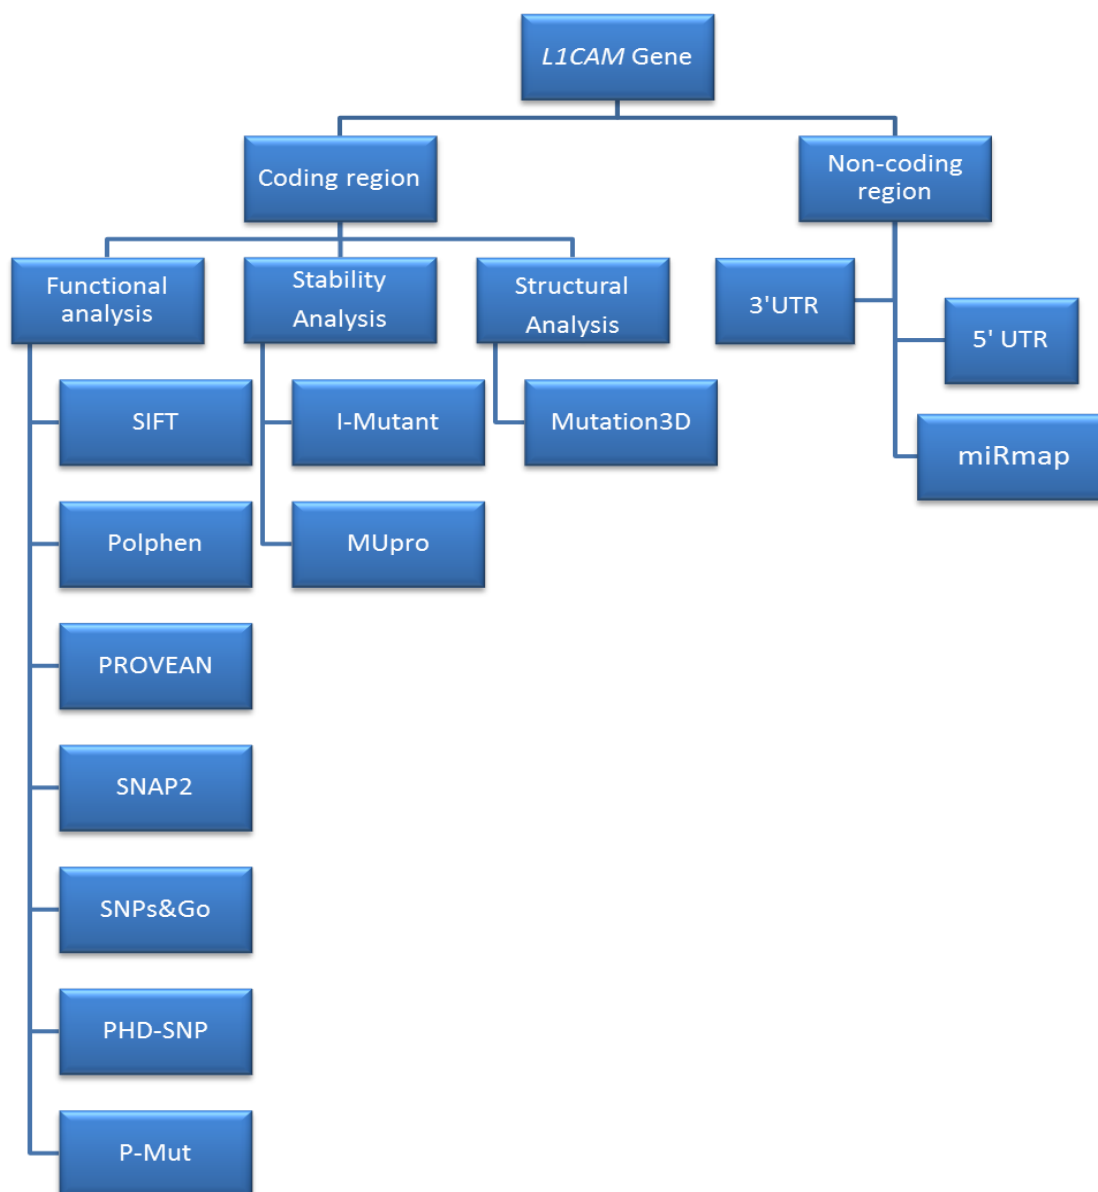 L1CAM Gene
Coding region
Non-coding
region
Functional
analysis
Stability
Analysis
Structural
Analysis
3'UTR
5' UTR
SIFT
I-Mutant
Mutation3D
miRmap
Polphen
MUpro
PROVEAN
SNAP2
SNPs&Go
PHD-SNP
P-Mut